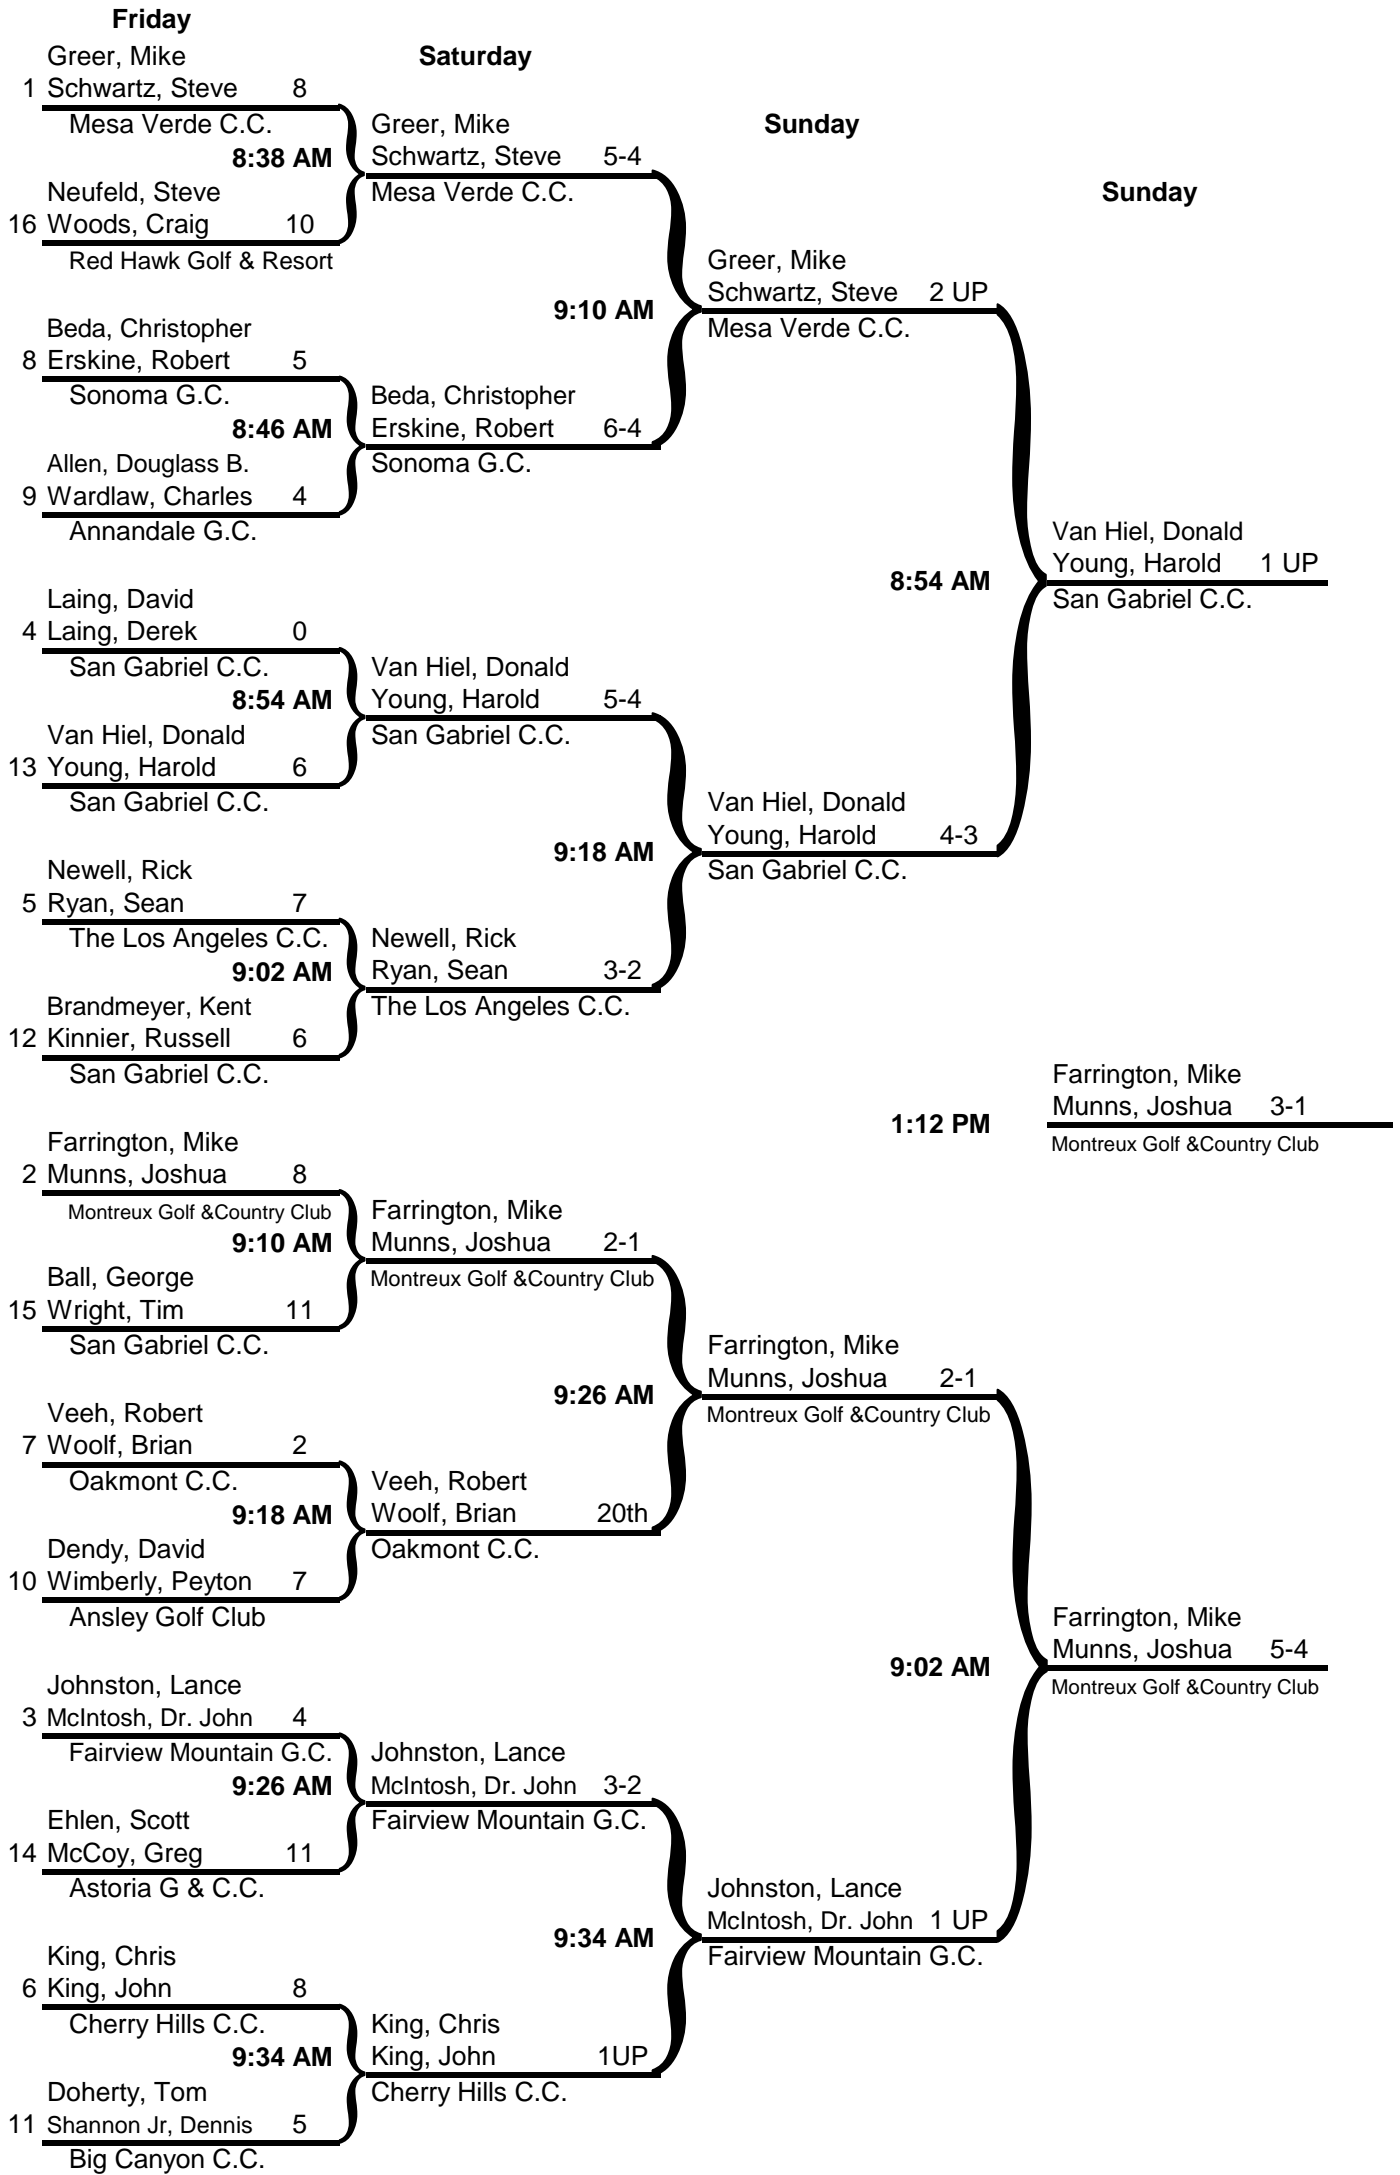 Friday
Greer, Mike
1 Schwartz, Steve 8
Mesa Verde C.C.
8:38 AM
Neufeld, Steve
16 Woods, Craig 10
Red Hawk Golf & Resort
Beda, Christopher
8 Erskine, Robert 5
Sonoma G.C.
8:46 AM
Allen, Douglass B.
9 Wardlaw, Charles 4
Annandale G.C.
Laing, David
4 Laing, Derek 0
San Gabriel C.C.
8:54 AM
Van Hiel, Donald
13 Young, Harold 6
San Gabriel C.C.
Newell, Rick
5 Ryan, Sean 7
The Los Angeles C.C.
9:02 AM
Brandmeyer, Kent
12 Kinnier, Russell 6
San Gabriel C.C.
Farrington, Mike
2 Munns, Joshua 8
Montreux Golf &Country Club
9:10 AM
Ball, George
15 Wright, Tim 11
San Gabriel C.C.
Veeh, Robert
7 Woolf, Brian 2
Oakmont C.C.
9:18 AM
Dendy, David
10 Wimberly, Peyton 7
Ansley Golf Club
Johnston, Lance
3 McIntosh, Dr. John 4
Fairview Mountain G.C.
9:26 AM
Ehlen, Scott
14 McCoy, Greg 11
Astoria G & C.C.
King, Chris
6 King, John 8
Cherry Hills C.C.
9:34 AM
Doherty, Tom
11 Shannon Jr, Dennis 5
Big Canyon C.C.
Saturday
Greer, Mike
Schwartz, Steve 5-4
Mesa Verde C.C.
9:10 AM
Beda, Christopher
Erskine, Robert 6-4
Sonoma G.C.
Van Hiel, Donald
Young, Harold 5-4
San Gabriel C.C.
9:18 AM
Newell, Rick
Ryan, Sean 3-2
The Los Angeles C.C.
Farrington, Mike
Munns, Joshua 2-1
Montreux Golf &Country Club
9:26 AM
Veeh, Robert
Woolf, Brian 20th
Oakmont C.C.
Johnston, Lance
McIntosh, Dr. John 3-2
Fairview Mountain G.C.
9:34 AM
King, Chris
King, John 1UP
Cherry Hills C.C.
Sunday
Greer, Mike
Schwartz, Steve 2 UP
Mesa Verde C.C.
8:54 AM
Van Hiel, Donald
Young, Harold 4-3
San Gabriel C.C.
1:12 PM
Farrington, Mike
Munns, Joshua 2-1
Montreux Golf &Country Club
9:02 AM
Johnston, Lance
McIntosh, Dr. John 1 UP
Fairview Mountain G.C.
Sunday
Van Hiel, Donald
Young, Harold 1 UP
San Gabriel C.C.
Farrington, Mike
Munns, Joshua 3-1
Montreux Golf &Country Club
Farrington, Mike
Munns, Joshua 5-4
Montreux Golf &Country Club